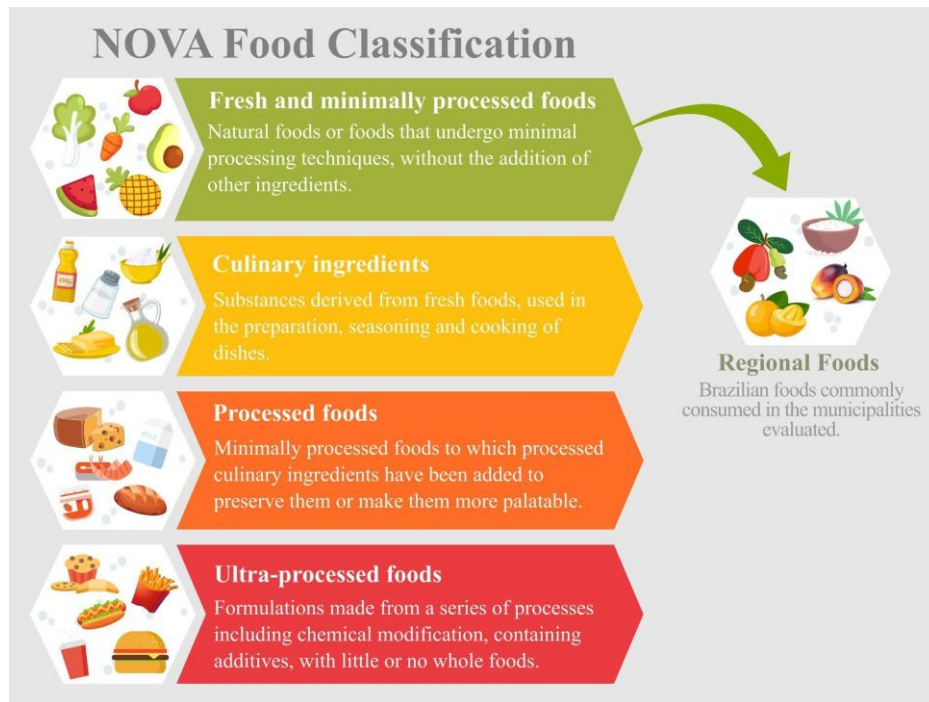 NOVA Food Classification
Fresh and minimally processed foods
Natural foods or foods that undergo minimal
processing techniques, without the addition of
other ingredients.
Culinary ingredients
Substances derived from fresh foods, used in
the preparation, seasoning and cooking of
dishes.
OIL
Processed foods
Minimally processed foods to which processed
culinary ingredients have been added to
preserve them or make them more palatable.
MILK
Ultra-processed foods
Formulations made from a series of processes
including chemical modification, containing
additives, with little or no whole foods.
Regional Foods
Brazilian foods commonly
consumed in the municipalities
evaluated.